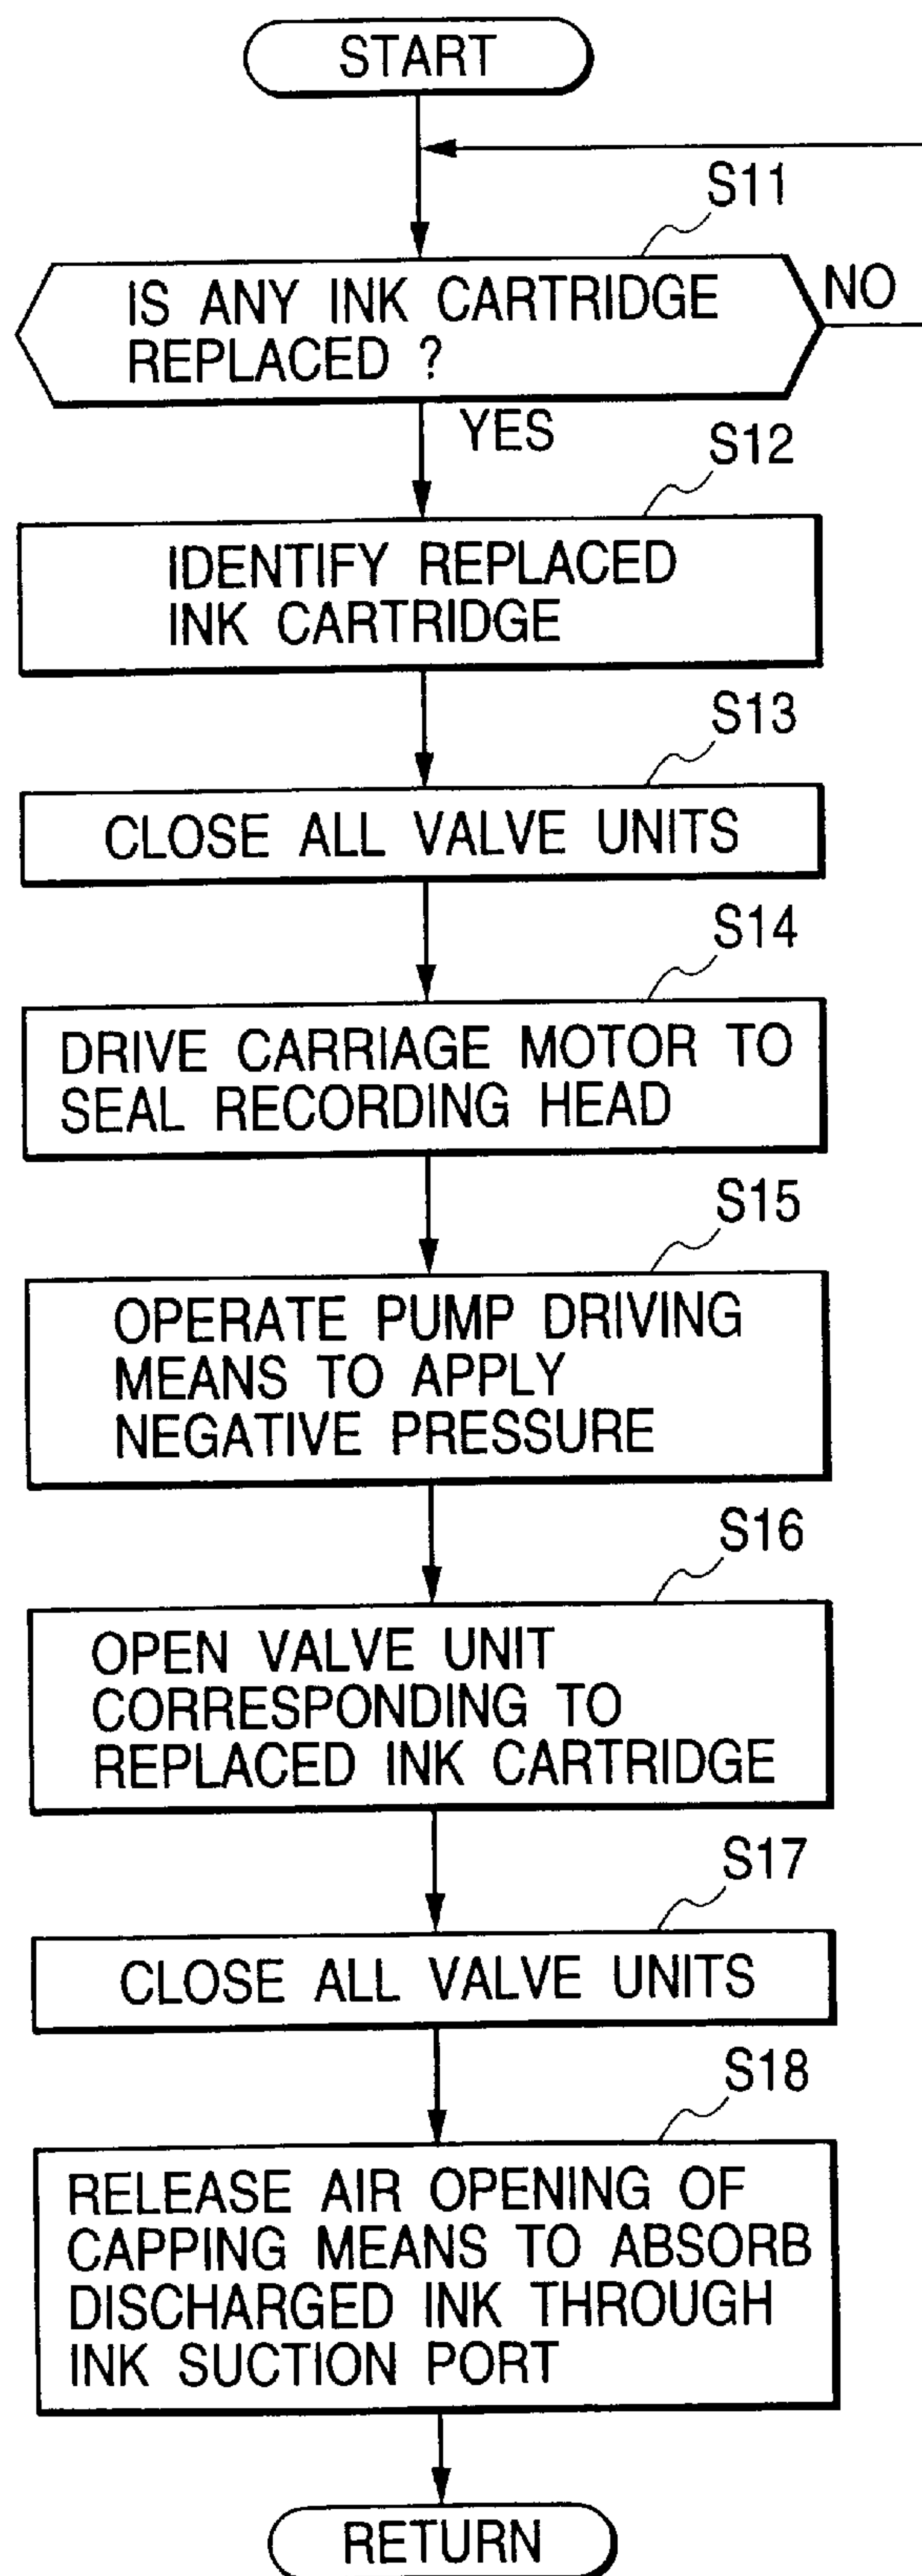 START
S11
IS ANY INK CARTRIDGE
REPLACED ?
NO
YES
S12
IDENTIFY REPLACED
INK CARTRIDGE
S13
CLOSE ALL VALVE UNITS
S14
DRIVE CARRIAGE MOTOR TO
SEAL RECORDING HEAD
S15
OPERATE PUMP DRIVING
MEANS TO APPLY
NEGATIVE PRESSURE
S16
OPEN VALVE UNIT
CORRESPONDING TO
REPLACED INK CARTRIDGE
S17
CLOSE ALL VALVE UNITS
S18
RELEASE AIR OPENING OF
CAPPING MEANS TO ABSORB
DISCHARGED INK THROUGH
INK SUCTION PORT
RETURN